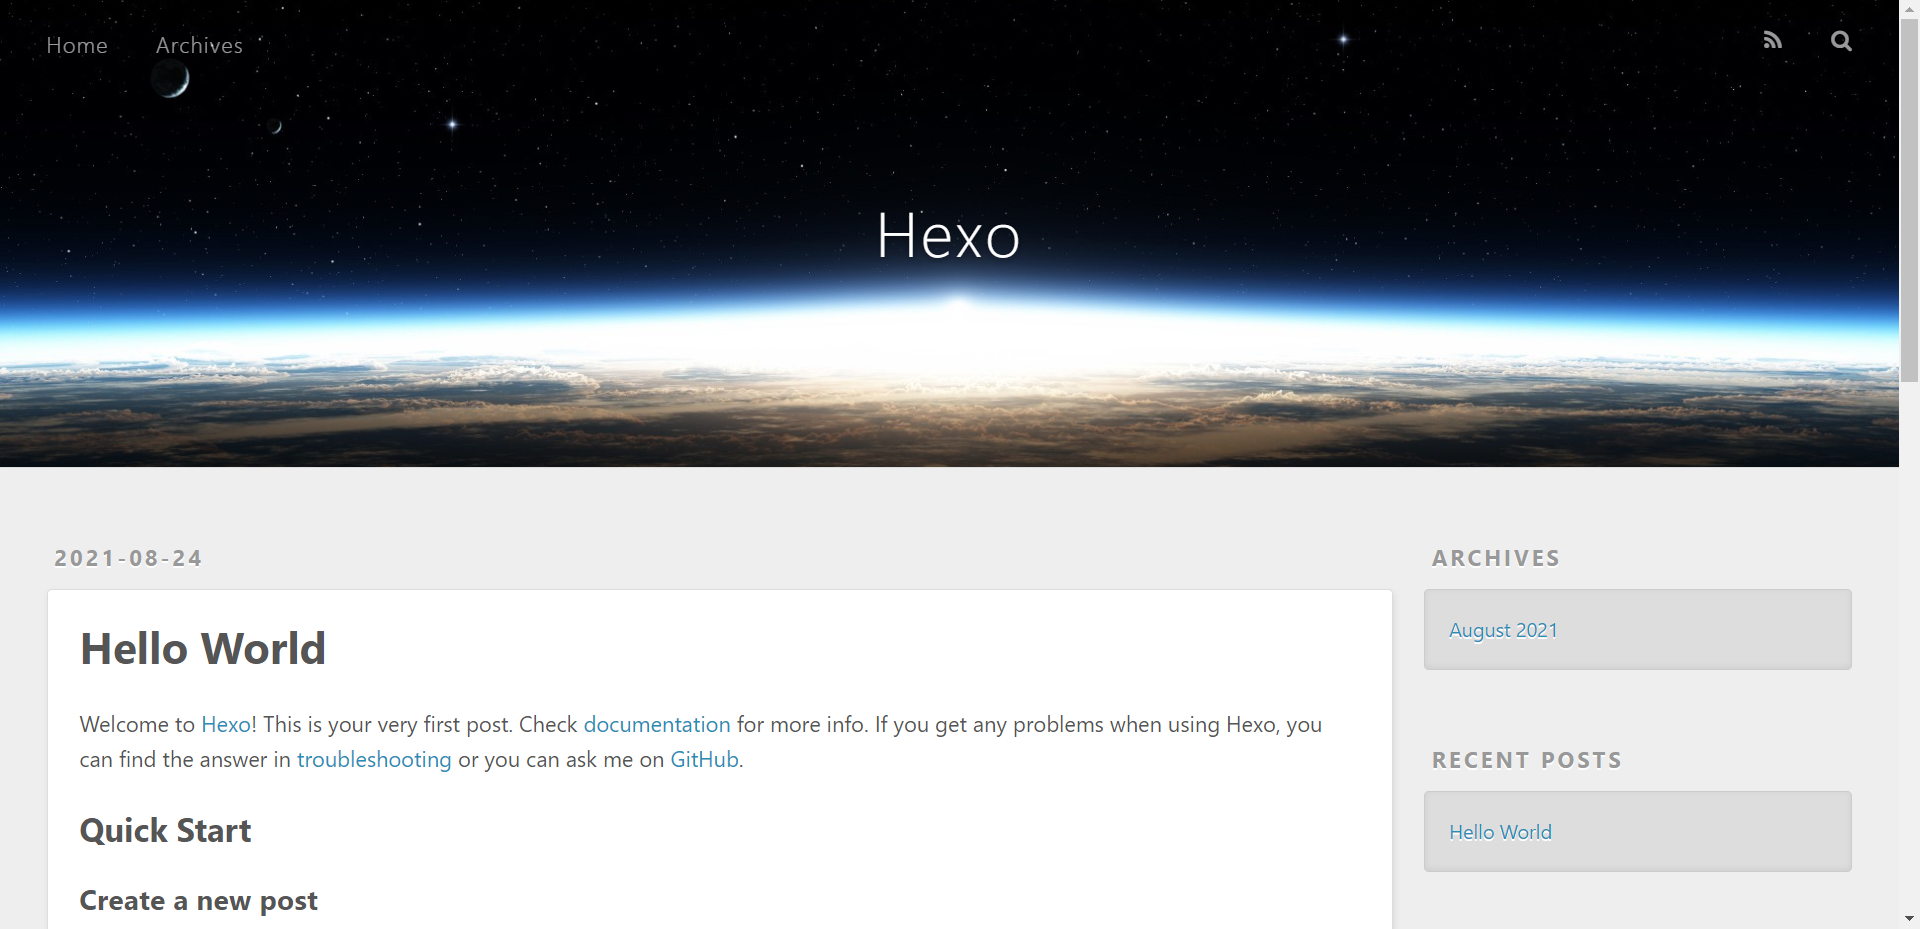 Home Archives
Hexo
2021-08-24
Hello World
Welcome to Hexo! This is your very first post. Check documentation for more info. If you get any problems when using Hexo, you
can find the answer in troubleshooting or you can ask me on GitHub.
Quick Start
Create a new post
ARCHIVES
August 2021
RECENT POSTS
Hello World